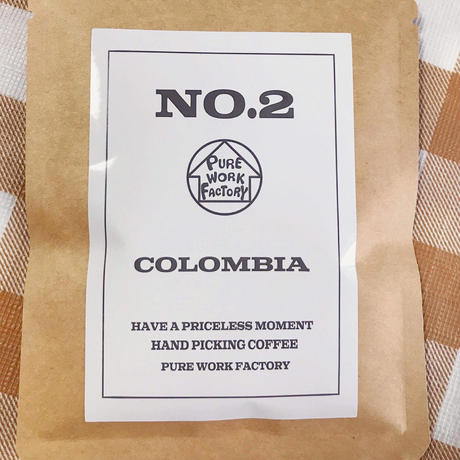 NO.2
PURE
WORK
FACTORY
COLOMBIA
HAVE A PRICELESS MOMENT
HAND PICKING COFFEE
PURE WORK FACTORY